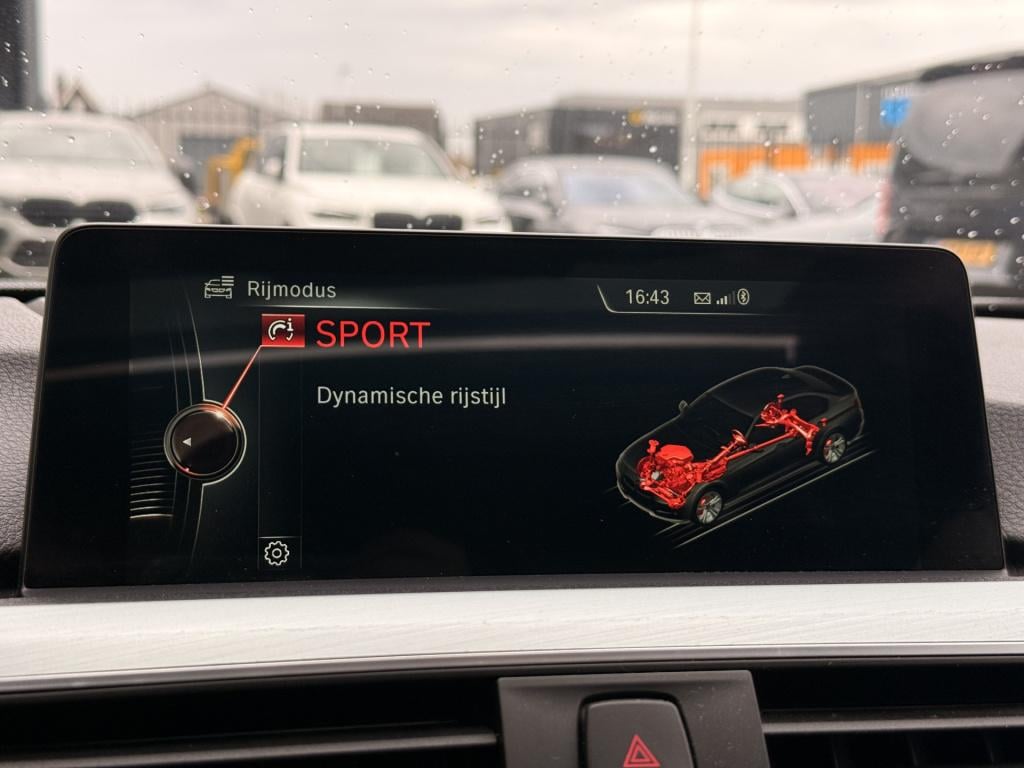 Rijmodus
16:43
SPORT
Dynamische rijstijl